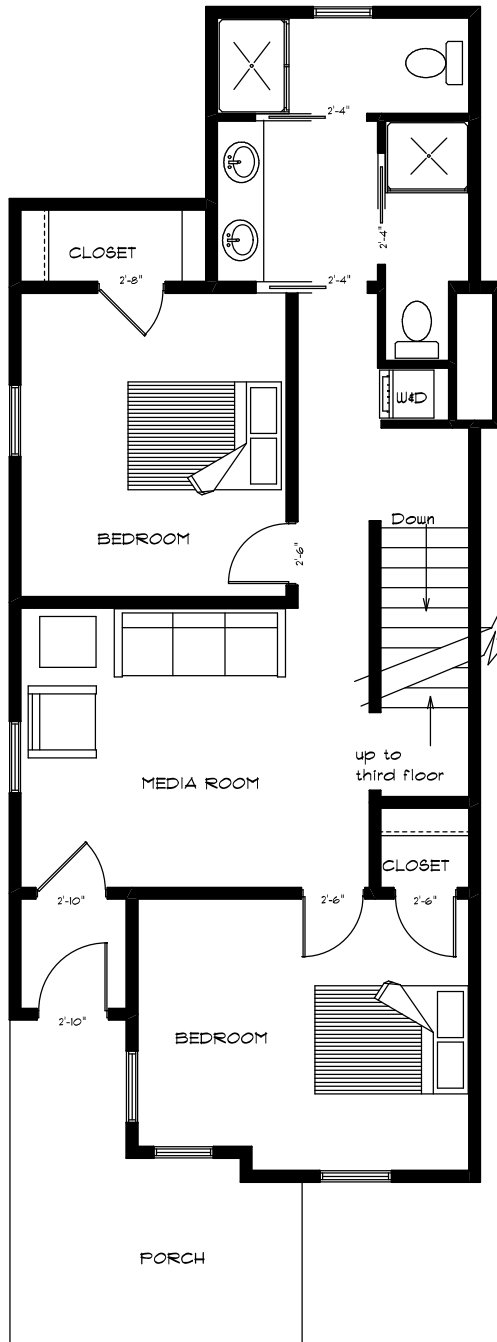 2'-4"
2'-4"
CLOSET
2'-8"
2'-4"
W&D
Down
BEDROOM
2'-6"
up to
third floor
MEDIA ROOM
CLOSET
2'-10"
2'-6"
2'-6"
2'-10"
BEDROOM
PORCH